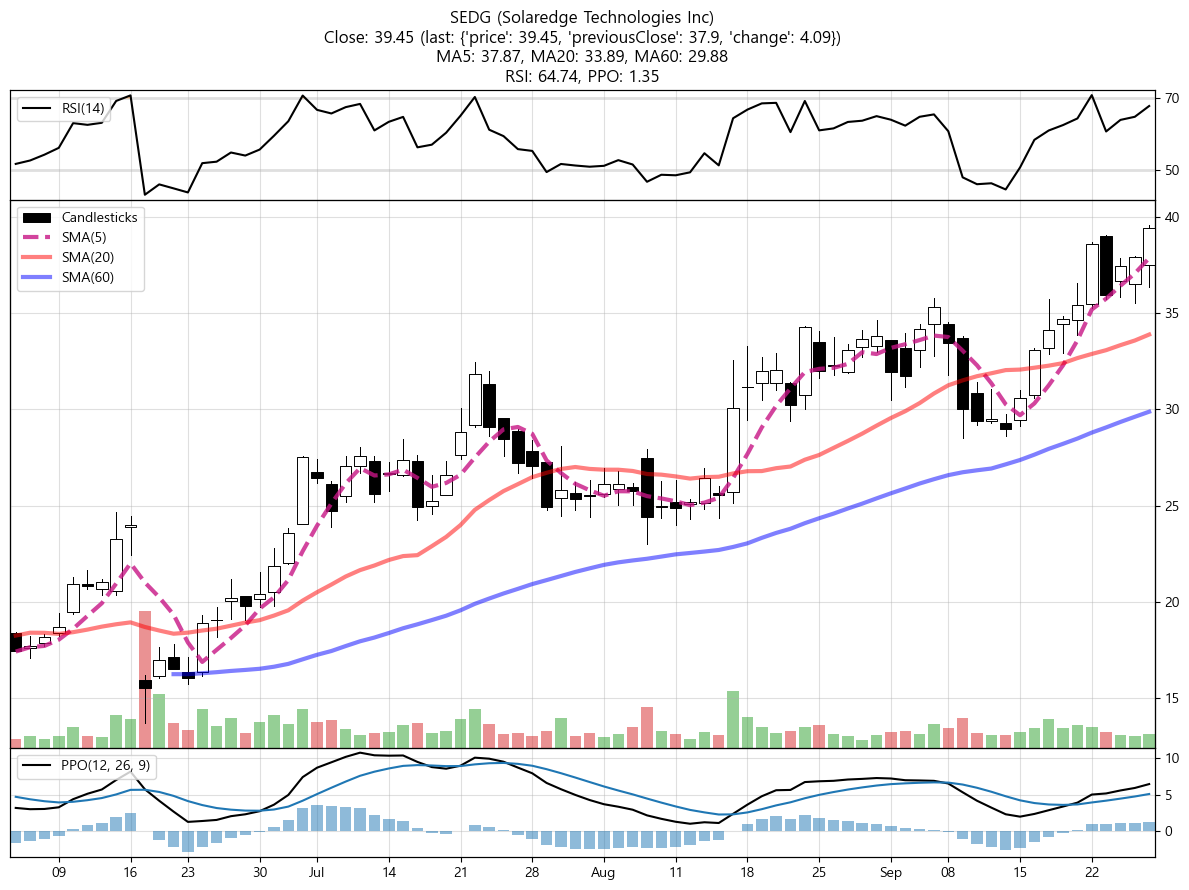 SEDG (Solaredge Technologies Inc)
Close: 39.45 (last: {'price': 39.45, 'previousClose': 37.9, 'change': 4.09})
MA5: 37.87, MA20: 33.89, MA60: 29.88
RSI: 64.74, PPO: 1.35
RSI(14)
70
50
Candlesticks
SMA(5)
SMA(20)
SMA(60)
40
35
30
25
20
15
PPO(12, 26, 9)
10
5
0
09 16 23 30 Jul 14 21 28 Aug 11 18 25 Sep 08 15 22